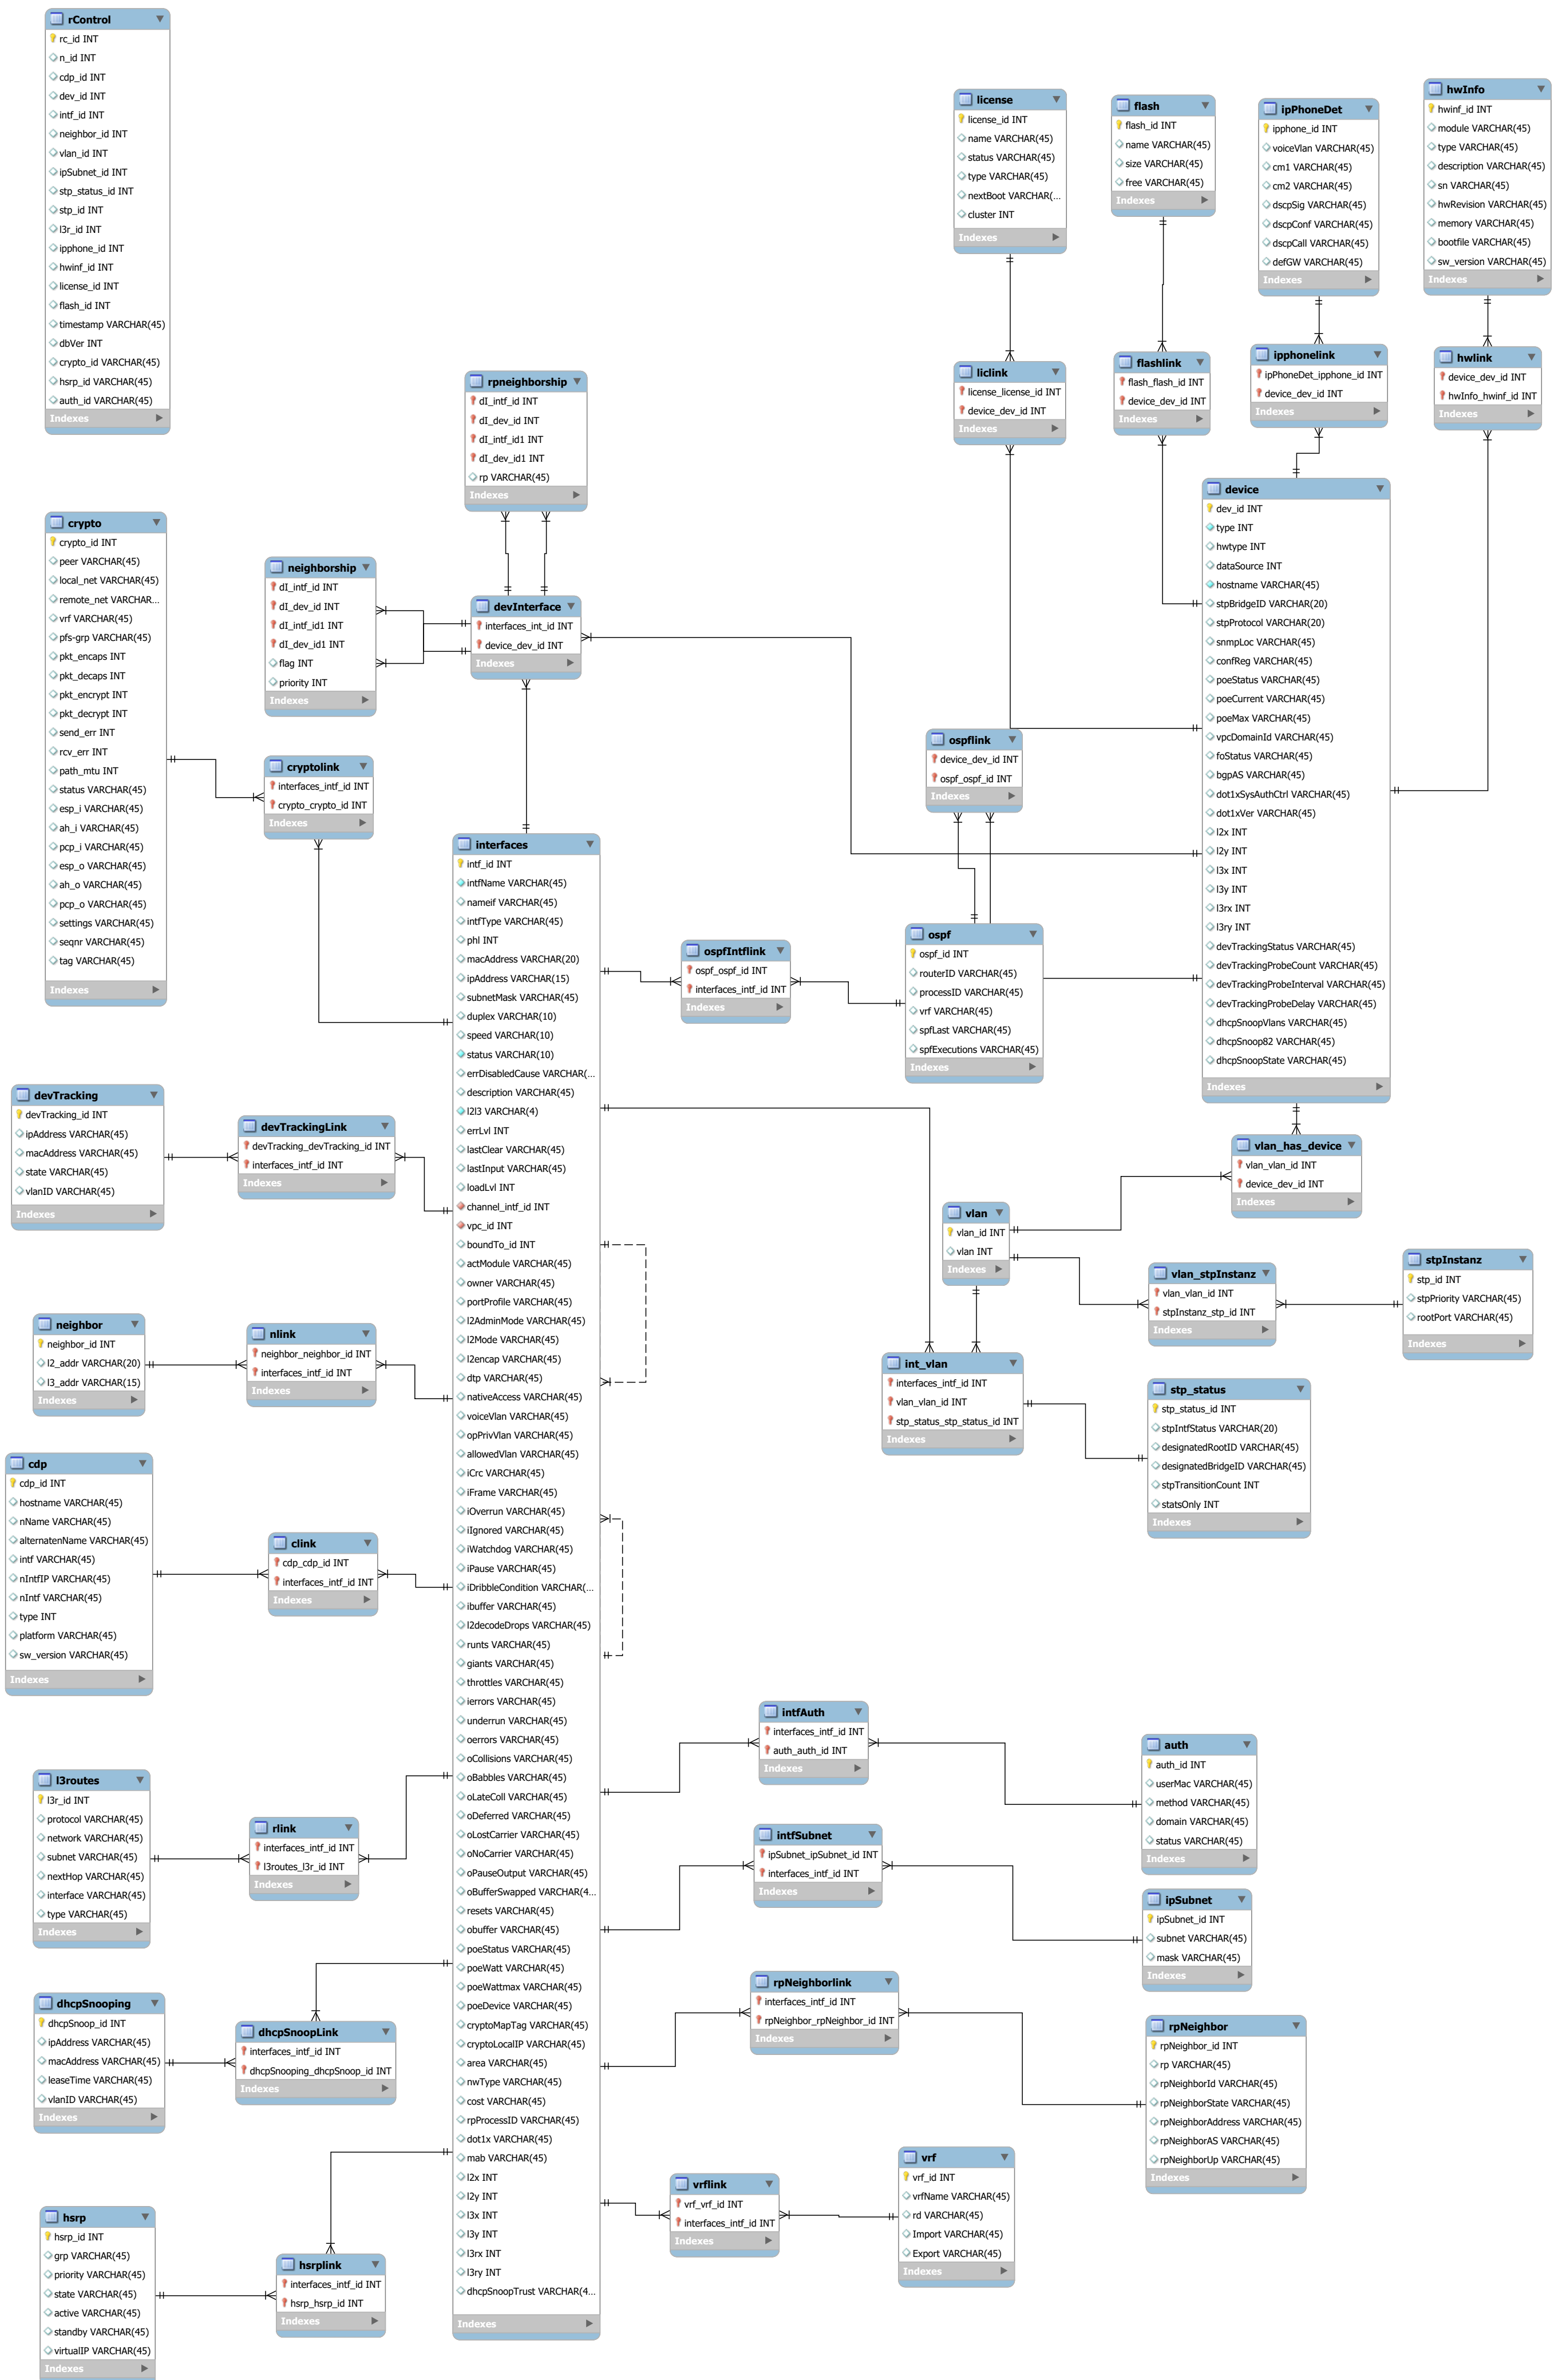 rControl
rc_id INT
n_id INT
cdp_id INT
dev_id INT
intf_id INT
neighbor_id INT
vlan_id INT
ipSubnet_id INT
stp_status_id INT
stp_id INT
l3r_id INT
ipphone_id INT
hwinf_id INT
license_id INT
flash_id INT
timestamp VARCHAR(45)
dbVer INT
crypto_id VARCHAR(45)
hsrp_id VARCHAR(45)
auth_id VARCHAR(45)
Indexes
license
license_id INT
name VARCHAR(45)
status VARCHAR(45)
type VARCHAR(45)
nextBoot VARCHAR(...
cluster INT
Indexes
flash
flash_id INT
name VARCHAR(45)
size VARCHAR(45)
free VARCHAR(45)
Indexes
ipPhoneDet
ipphone_id INT
voiceVlan VARCHAR(45)
cm1 VARCHAR(45)
cm2 VARCHAR(45)
dscpSig VARCHAR(45)
dscpConf VARCHAR(45)
dscpCall VARCHAR(45)
defGW VARCHAR(45)
Indexes
hwInfo
hwinf_id INT
module VARCHAR(45)
type VARCHAR(45)
description VARCHAR(45)
sn VARCHAR(45)
hwRevision VARCHAR(45)
memory VARCHAR(45)
bootfile VARCHAR(45)
sw_version VARCHAR(45)
Indexes
liclink
license_license_id INT
device_dev_id INT
Indexes
flashlink
flash_flash_id INT
device_dev_id INT
Indexes
ipphonelink
ipPhoneDet_ipphone_id INT
device_dev_id INT
Indexes
hwlink
device_dev_id INT
hwInfo_hwinf_id INT
Indexes
rpneighborship
dI_intf_id INT
dI_dev_id INT
dI_intf_id1 INT
dI_dev_id1 INT
rp VARCHAR(45)
Indexes
crypto
crypto_id INT
peer VARCHAR(45)
local_net VARCHAR(45)
remote_net VARCHAR...
vrf VARCHAR(45)
pfs-grp VARCHAR(45)
pkt_encaps INT
pkt_decaps INT
pkt_encrypt INT
pkt_decrypt INT
send_err INT
rcv_err INT
path_mtu INT
status VARCHAR(45)
esp_i VARCHAR(45)
ah_i VARCHAR(45)
pcp_i VARCHAR(45)
esp_o VARCHAR(45)
ah_o VARCHAR(45)
pcp_o VARCHAR(45)
settings VARCHAR(45)
seqnr VARCHAR(45)
tag VARCHAR(45)
Indexes
neighborship
dI_intf_id INT
dI_dev_id INT
dI_intf_id1 INT
dI_dev_id1 INT
flag INT
priority INT
Indexes
devInterface
interfaces_int_id INT
device_dev_id INT
Indexes
cryptolink
interfaces_intf_id INT
crypto_crypto_id INT
Indexes
device
dev_id INT
type INT
hwtype INT
dataSource INT
hostname VARCHAR(45)
stpBridgeID VARCHAR(20)
stpProtocol VARCHAR(20)
snmpLoc VARCHAR(45)
confReg VARCHAR(45)
poeStatus VARCHAR(45)
poeCurrent VARCHAR(45)
poeMax VARCHAR(45)
vpcDomainId VARCHAR(45)
foStatus VARCHAR(45)
bgpAS VARCHAR(45)
dot1xSysAuthCtrl VARCHAR(45)
dot1xVer VARCHAR(45)
l2x INT
l2y INT
l3x INT
l3y INT
l3rx INT
l3ry INT
devTrackingStatus VARCHAR(45)
devTrackingProbeCount VARCHAR(45)
devTrackingProbeInterval VARCHAR(45)
devTrackingProbeDelay VARCHAR(45)
dhcpSnoopVlans VARCHAR(45)
dhcpSnoop82 VARCHAR(45)
dhcpSnoopState VARCHAR(45)
Indexes
ospflink
device_dev_id INT
ospf_ospf_id INT
Indexes
interfaces
intf_id INT
intfName VARCHAR(45)
nameif VARCHAR(45)
intfType VARCHAR(45)
phl INT
macAddress VARCHAR(20)
ipAddress VARCHAR(15)
subnetMask VARCHAR(45)
duplex VARCHAR(10)
speed VARCHAR(10)
status VARCHAR(10)
errDisabledCause VARCHAR(...
description VARCHAR(45)
l2l3 VARCHAR(4)
errLvl INT
lastClear VARCHAR(45)
lastInput VARCHAR(45)
loadLvl INT
channel_intf_id INT
vpc_id INT
boundTo_id INT
actModule VARCHAR(45)
owner VARCHAR(45)
portProfile VARCHAR(45)
l2AdminMode VARCHAR(45)
l2Mode VARCHAR(45)
l2encap VARCHAR(45)
dtp VARCHAR(45)
nativeAccess VARCHAR(45)
voiceVlan VARCHAR(45)
opPrivVlan VARCHAR(45)
allowedVlan VARCHAR(45)
iCrc VARCHAR(45)
iFrame VARCHAR(45)
iOverrun VARCHAR(45)
iIgnored VARCHAR(45)
iWatchdog VARCHAR(45)
iPause VARCHAR(45)
iDribbleCondition VARCHAR(...
ibuffer VARCHAR(45)
l2decodeDrops VARCHAR(45)
runts VARCHAR(45)
giants VARCHAR(45)
throttles VARCHAR(45)
ierrors VARCHAR(45)
underrun VARCHAR(45)
oerrors VARCHAR(45)
oCollisions VARCHAR(45)
oBabbles VARCHAR(45)
oLateColl VARCHAR(45)
oDeferred VARCHAR(45)
oLostCarrier VARCHAR(45)
oNoCarrier VARCHAR(45)
oPauseOutput VARCHAR(45)
oBufferSwapped VARCHAR(4...
resets VARCHAR(45)
obuffer VARCHAR(45)
poeStatus VARCHAR(45)
poeWatt VARCHAR(45)
poeWattmax VARCHAR(45)
poeDevice VARCHAR(45)
cryptoMapTag VARCHAR(45)
cryptoLocalIP VARCHAR(45)
area VARCHAR(45)
nwType VARCHAR(45)
cost VARCHAR(45)
rpProcessID VARCHAR(45)
dot1x VARCHAR(45)
mab VARCHAR(45)
l2x INT
l2y INT
l3x INT
l3y INT
l3rx INT
l3ry INT
dhcpSnoopTrust VARCHAR(4...
Indexes
ospfIntflink
ospf_ospf_id INT
interfaces_intf_id INT
Indexes
ospf
ospf_id INT
routerID VARCHAR(45)
processID VARCHAR(45)
vrf VARCHAR(45)
spfLast VARCHAR(45)
spfExecutions VARCHAR(45)
Indexes
devTracking
devTracking_id INT
ipAddress VARCHAR(45)
macAddress VARCHAR(45)
state VARCHAR(45)
vlanID VARCHAR(45)
Indexes
devTrackingLink
devTracking_devTracking_id INT
interfaces_intf_id INT
Indexes
vlan_has_device
vlan_vlan_id INT
device_dev_id INT
Indexes
vlan
vlan_id INT
vlan INT
Indexes
vlan_stpInstanz
vlan_vlan_id INT
stpInstanz_stp_id INT
Indexes
stpInstanz
stp_id INT
stpPriority VARCHAR(45)
rootPort VARCHAR(45)
Indexes
neighbor
neighbor_id INT
l2_addr VARCHAR(20)
l3_addr VARCHAR(15)
Indexes
nlink
neighbor_neighbor_id INT
interfaces_intf_id INT
Indexes
int_vlan
interfaces_intf_id INT
vlan_vlan_id INT
stp_status_stp_status_id INT
Indexes
stp_status
stp_status_id INT
stpIntfStatus VARCHAR(20)
designatedRootID VARCHAR(45)
designatedBridgeID VARCHAR(45)
stpTransitionCount INT
statsOnly INT
Indexes
cdp
cdp_id INT
hostname VARCHAR(45)
nName VARCHAR(45)
alternatenName VARCHAR(45)
intf VARCHAR(45)
nIntfIP VARCHAR(45)
nIntf VARCHAR(45)
type INT
platform VARCHAR(45)
sw_version VARCHAR(45)
Indexes
clink
cdp_cdp_id INT
interfaces_intf_id INT
Indexes
intfAuth
interfaces_intf_id INT
auth_auth_id INT
Indexes
auth
auth_id INT
userMac VARCHAR(45)
method VARCHAR(45)
domain VARCHAR(45)
status VARCHAR(45)
Indexes
l3routes
l3r_id INT
protocol VARCHAR(45)
network VARCHAR(45)
subnet VARCHAR(45)
nextHop VARCHAR(45)
interface VARCHAR(45)
type VARCHAR(45)
Indexes
rlink
interfaces_intf_id INT
l3routes_l3r_id INT
Indexes
intfSubnet
ipSubnet_ipSubnet_id INT
interfaces_intf_id INT
Indexes
ipSubnet
ipSubnet_id INT
subnet VARCHAR(45)
mask VARCHAR(45)
Indexes
dhcpSnooping
dhcpSnoop_id INT
ipAddress VARCHAR(45)
macAddress VARCHAR(45)
leaseTime VARCHAR(45)
vlanID VARCHAR(45)
Indexes
dhcpSnoopLink
interfaces_intf_id INT
dhcpSnooping_dhcpSnoop_id INT
Indexes
rpNeighborlink
interfaces_intf_id INT
rpNeighbor_rpNeighbor_id INT
Indexes
rpNeighbor
rpNeighbor_id INT
rp VARCHAR(45)
rpNeighborId VARCHAR(45)
rpNeighborState VARCHAR(45)
rpNeighborAddress VARCHAR(45)
rpNeighborAS VARCHAR(45)
rpNeighborUp VARCHAR(45)
Indexes
vrflink
vrf_vrf_id INT
interfaces_intf_id INT
Indexes
vrf
vrf_id INT
vrfName VARCHAR(45)
rd VARCHAR(45)
Import VARCHAR(45)
Export VARCHAR(45)
Indexes
hsrp
hsrp_id INT
grp VARCHAR(45)
priority VARCHAR(45)
state VARCHAR(45)
active VARCHAR(45)
standby VARCHAR(45)
virtualIP VARCHAR(45)
Indexes
hsrplink
interfaces_intf_id INT
hsrp_hsrp_id INT
Indexes